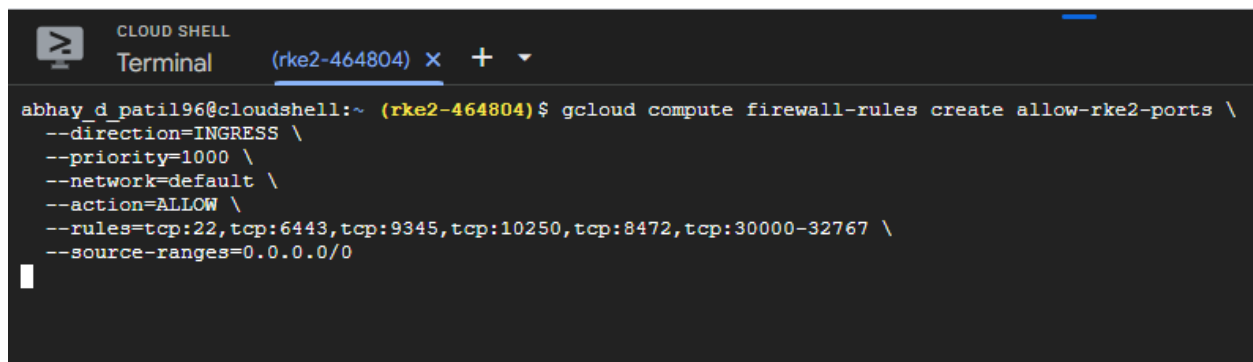 CLOUD SHELL
Terminal (rke2-464804) × + ▾
abhay_d_patil96@cloudshell:~ (rke2-464804)$ gcloud compute firewall-rules create allow-rke2-ports \
  --direction=INGRESS \
  --priority=1000 \
  --network=default \
  --action=ALLOW \
  --rules=tcp:22,tcp:6443,tcp:9345,tcp:10250,tcp:8472,tcp:30000-32767 \
  --source-ranges=0.0.0.0/0